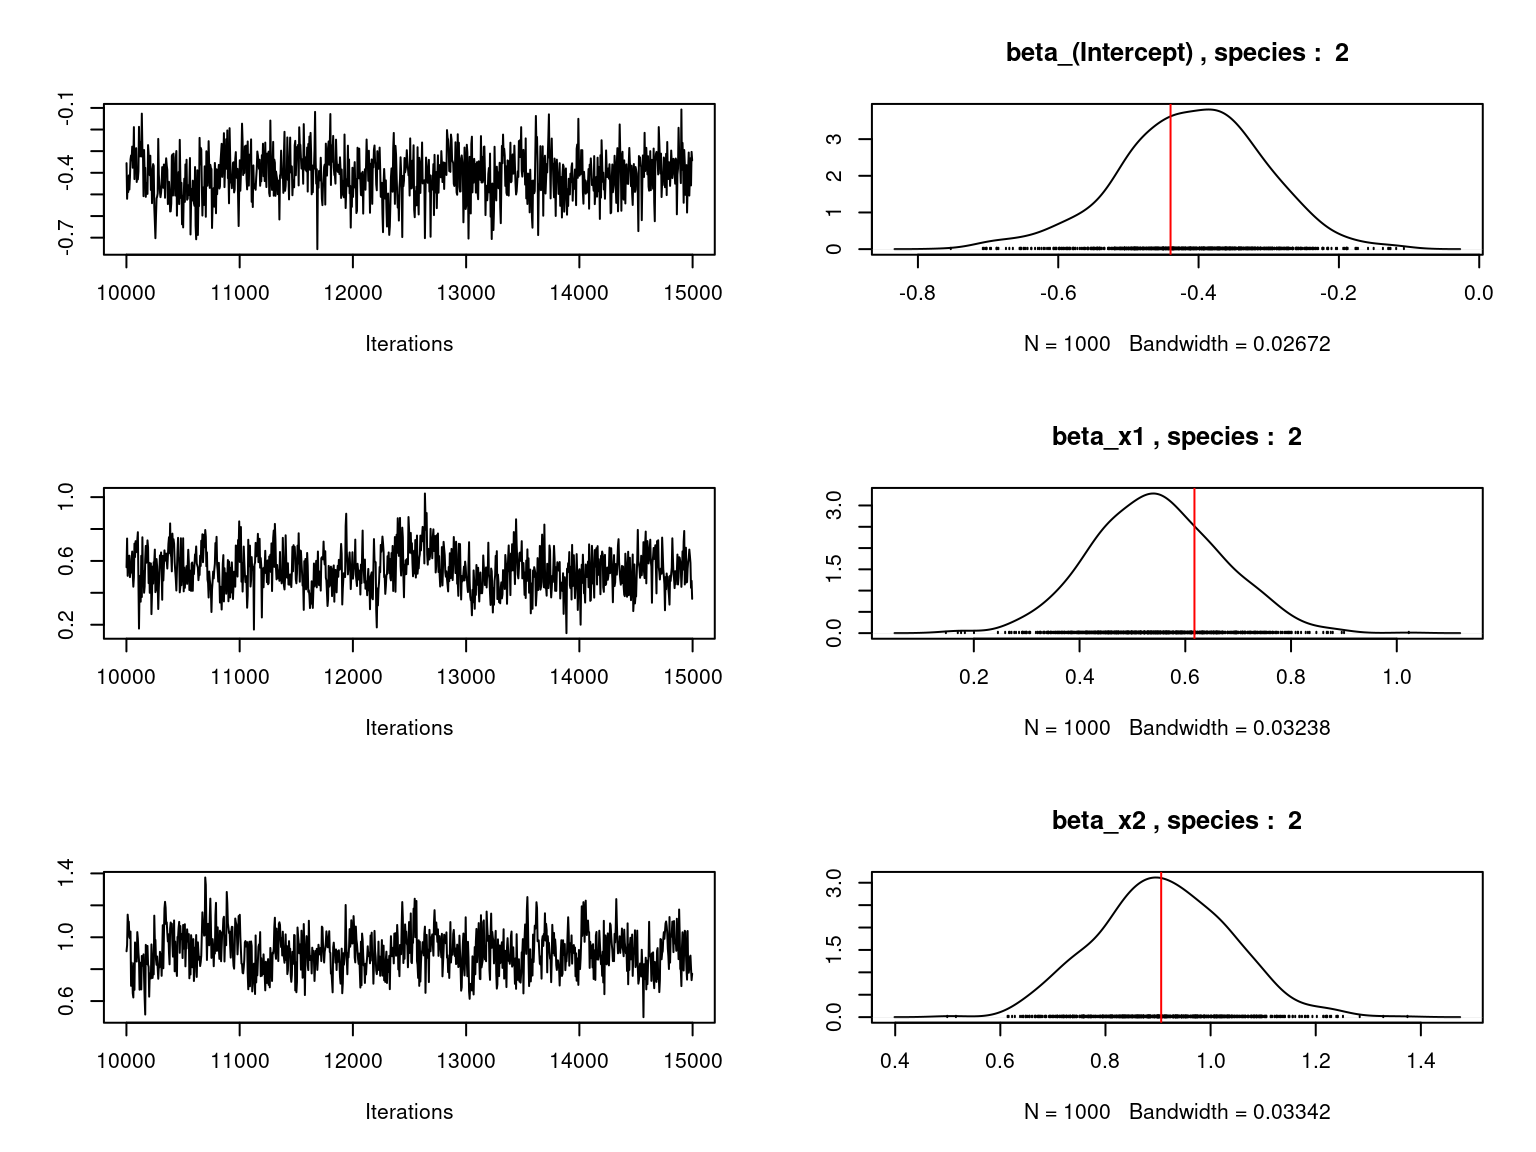 beta_(Intercept) , species : 2
-0.7 -0.4 -0.1
10000 11000 12000 13000 14000 15000
Iterations
0 1 2 3
-0.8 -0.6 -0.4 -0.2 0.0
N = 1000 Bandwidth = 0.02672
beta_x1 , species : 2
0.2 0.6 1.0
10000 11000 12000 13000 14000 15000
Iterations
0.0 1.5 3.0
0.2 0.4 0.6 0.8 1.0
N = 1000 Bandwidth = 0.03238
beta_x2 , species : 2
0.6 1.0 1.4
10000 11000 12000 13000 14000 15000
Iterations
0.0 1.5 3.0
0.4 0.6 0.8 1.0 1.2 1.4
N = 1000 Bandwidth = 0.03342